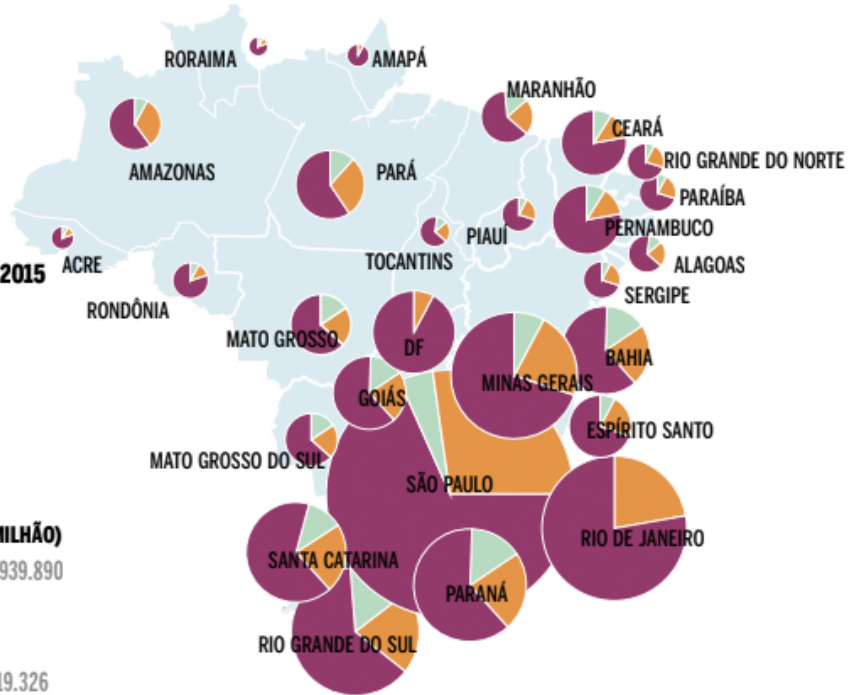 RORAIMA
AMAPÁ
MARANHÃO
CEARÁ
RIO GRANDE DO NORTE
AMAZONAS
PARÁ
PARAÍBA
PERNAMBUCO
PIAUÍ
TOCANTINS
ALAGOAS
2015
ACRE
SERGIPE
RONDÔNIA
MATO GROSSO
DF
BAHIA
MINAS GERAIS
GOIÁS
ESPÍRITO SANTO
MATO GROSSO DO SUL
SÃO PAULO
MILHÃO)
RIO DE JANEIRO
SANTA CATARINA
939.890
PARANÁ
RIO GRANDE DO SUL
19.326